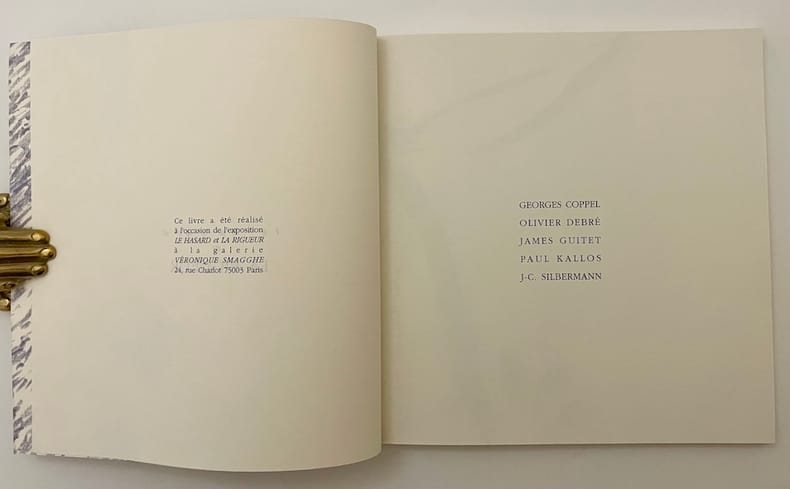 Ce livre a été réalisé
à l'occasion de l'exposition
LE HASARD et LA RIGUEUR
à la galerie
VÉRONIQUE SMAGGHE
24, rue Charlot 75003 Paris
GEORGES COPPEL
OLIVIER DEBRÉ
JAMES GUITET
PAUL KALLOS
J-C. SILBERMANN